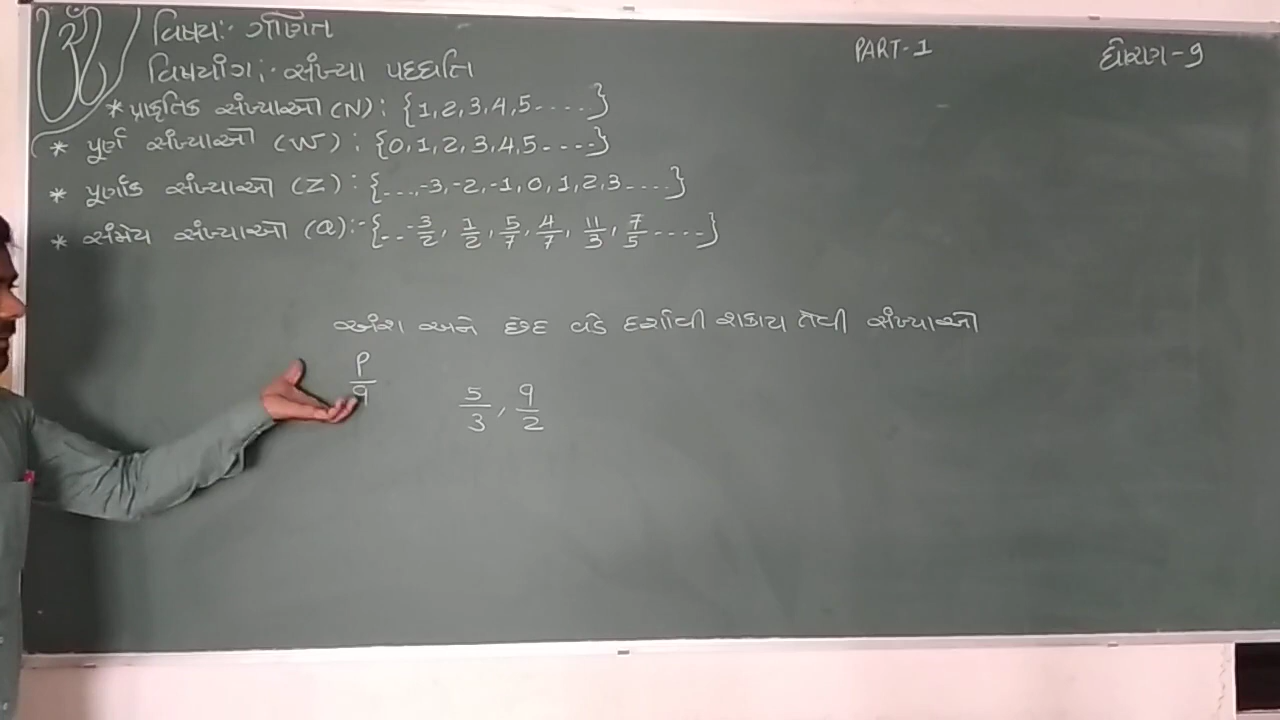 વિષય:- ગણિત
PART-1
ધોરણ-9
વિષયાંગ:- સંખ્યા પદ્ધતિ
* પ્રાકૃતિક સંખ્યાઓ (N): {1,2,3,4,5.....}
* પૂર્ણ સંખ્યાઓ (W): {0,1,2,3,4,5.....}
* પૂર્ણાંક સંખ્યાઓ (Z): {....-3,-2,-1,0,1,2,3.....}
* સંમેય સંખ્યાઓ (Q):-{...-3/2, 1/2, 5/7, 4/7, 11/3, 7/5.....}
અંશ અને છેદ વડે દર્શાવી શકાય તેવી સંખ્યાઓ
P/q 5/3, 9/2